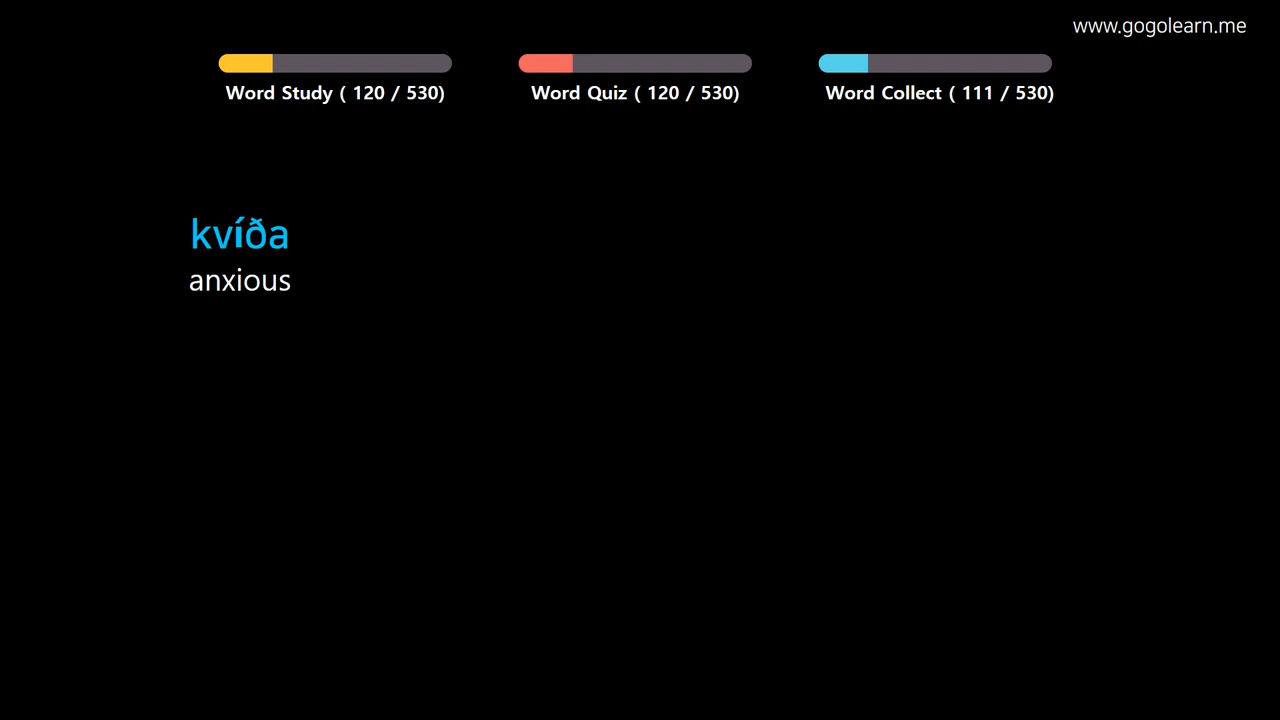 www.gogolearn.me
Word Study ( 120 / 530)
Word Quiz ( 120 / 530)
Word Collect ( 111 / 530)
kvíða
anxious